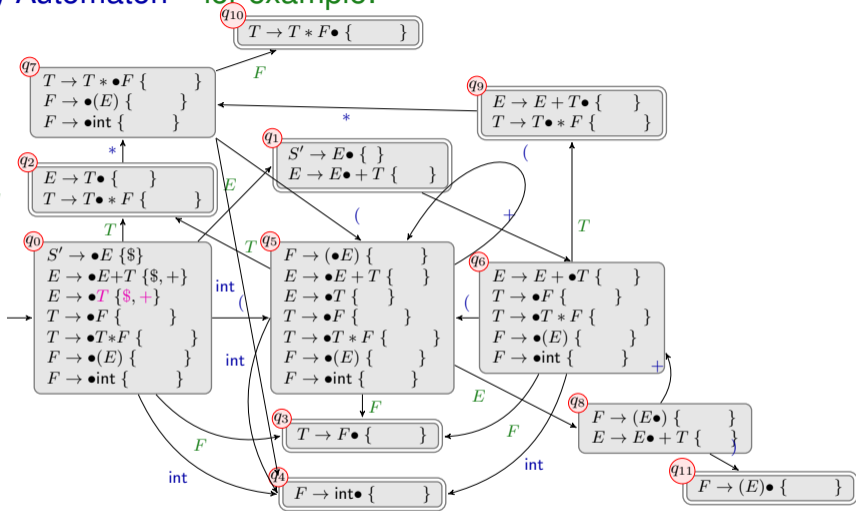 for example:
q10
T → T * F● { }
q7
T → T * ●F { }
F → ●(E) { }
F → ●int { }
F
q9
E → E + T● { }
T → T● * F { }
*
q1
S′ → E● { }
E → E● + T { }
(
*
q2
E → T● { }
T → T● * F { }
E
(
+
T
T
T
q0
S′ → ●E {$}
E → ●E+T {$, +}
E → ●T {$, +}
T → ●F { }
T → ●T*F { }
F → ●(E) { }
F → ●int { }
int
(
int
q5
F → (●E) { }
E → ●E + T { }
E → ●T { }
T → ●F { }
T → ●T * F { }
F → ●(E) { }
F → ●int { }
(
q6
E → E + ●T { }
T → ●F { }
T → ●T * F { }
F → ●(E) { }
F → ●int { }
+
F
E
q8
F → (E●) { }
E → E● + T { }
)
q3
T → F● { }
F
F
int
int
q4
F → int● { }
q11
F → (E)● { }